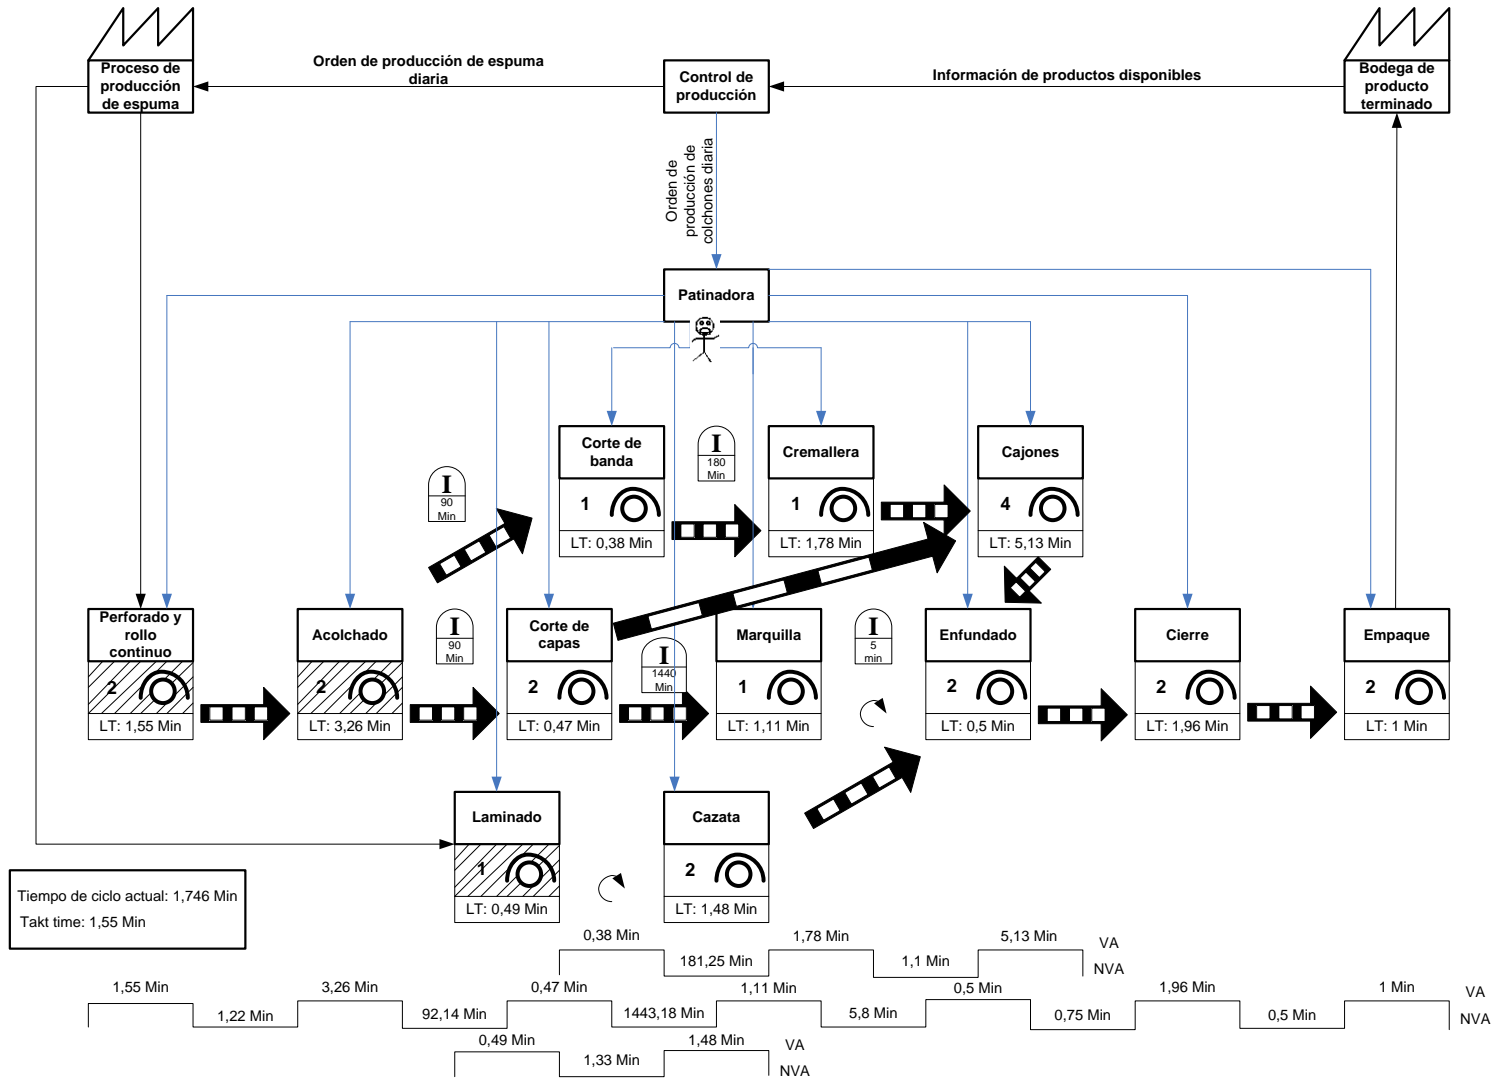 Orden de producción de espuma
diaria
Información de productos disponibles
Proceso de
producción
de espuma
Control de
producción
Bodega de
producto
terminado
Orden de
producción de
colchones diaria
Patinadora
Corte de
banda
1
LT: 0,38 Min
I
180
Min
Cremallera
1
LT: 1,78 Min
Cajones
4
LT: 5,13 Min
I
90
Min
Perforado y
rollo
continuo
2
LT: 1,55 Min
Acolchado
2
LT: 3,26 Min
I
90
Min
Corte de
capas
2
LT: 0,47 Min
I
1440
Min
Marquilla
1
LT: 1,11 Min
I
5
min
Enfundado
2
LT: 0,5 Min
Cierre
2
LT: 1,96 Min
Empaque
2
LT: 1 Min
Laminado
1
LT: 0,49 Min
Cazata
2
LT: 1,48 Min
Tiempo de ciclo actual: 1,746 Min
Takt time: 1,55 Min
0,38 Min
181,25 Min
1,78 Min
1,1 Min
5,13 Min
VA
NVA
1,55 Min
1,22 Min
3,26 Min
92,14 Min
0,47 Min
1443,18 Min
1,11 Min
5,8 Min
0,5 Min
0,75 Min
1,96 Min
0,5 Min
1 Min
VA
NVA
0,49 Min
1,33 Min
1,48 Min
VA
NVA